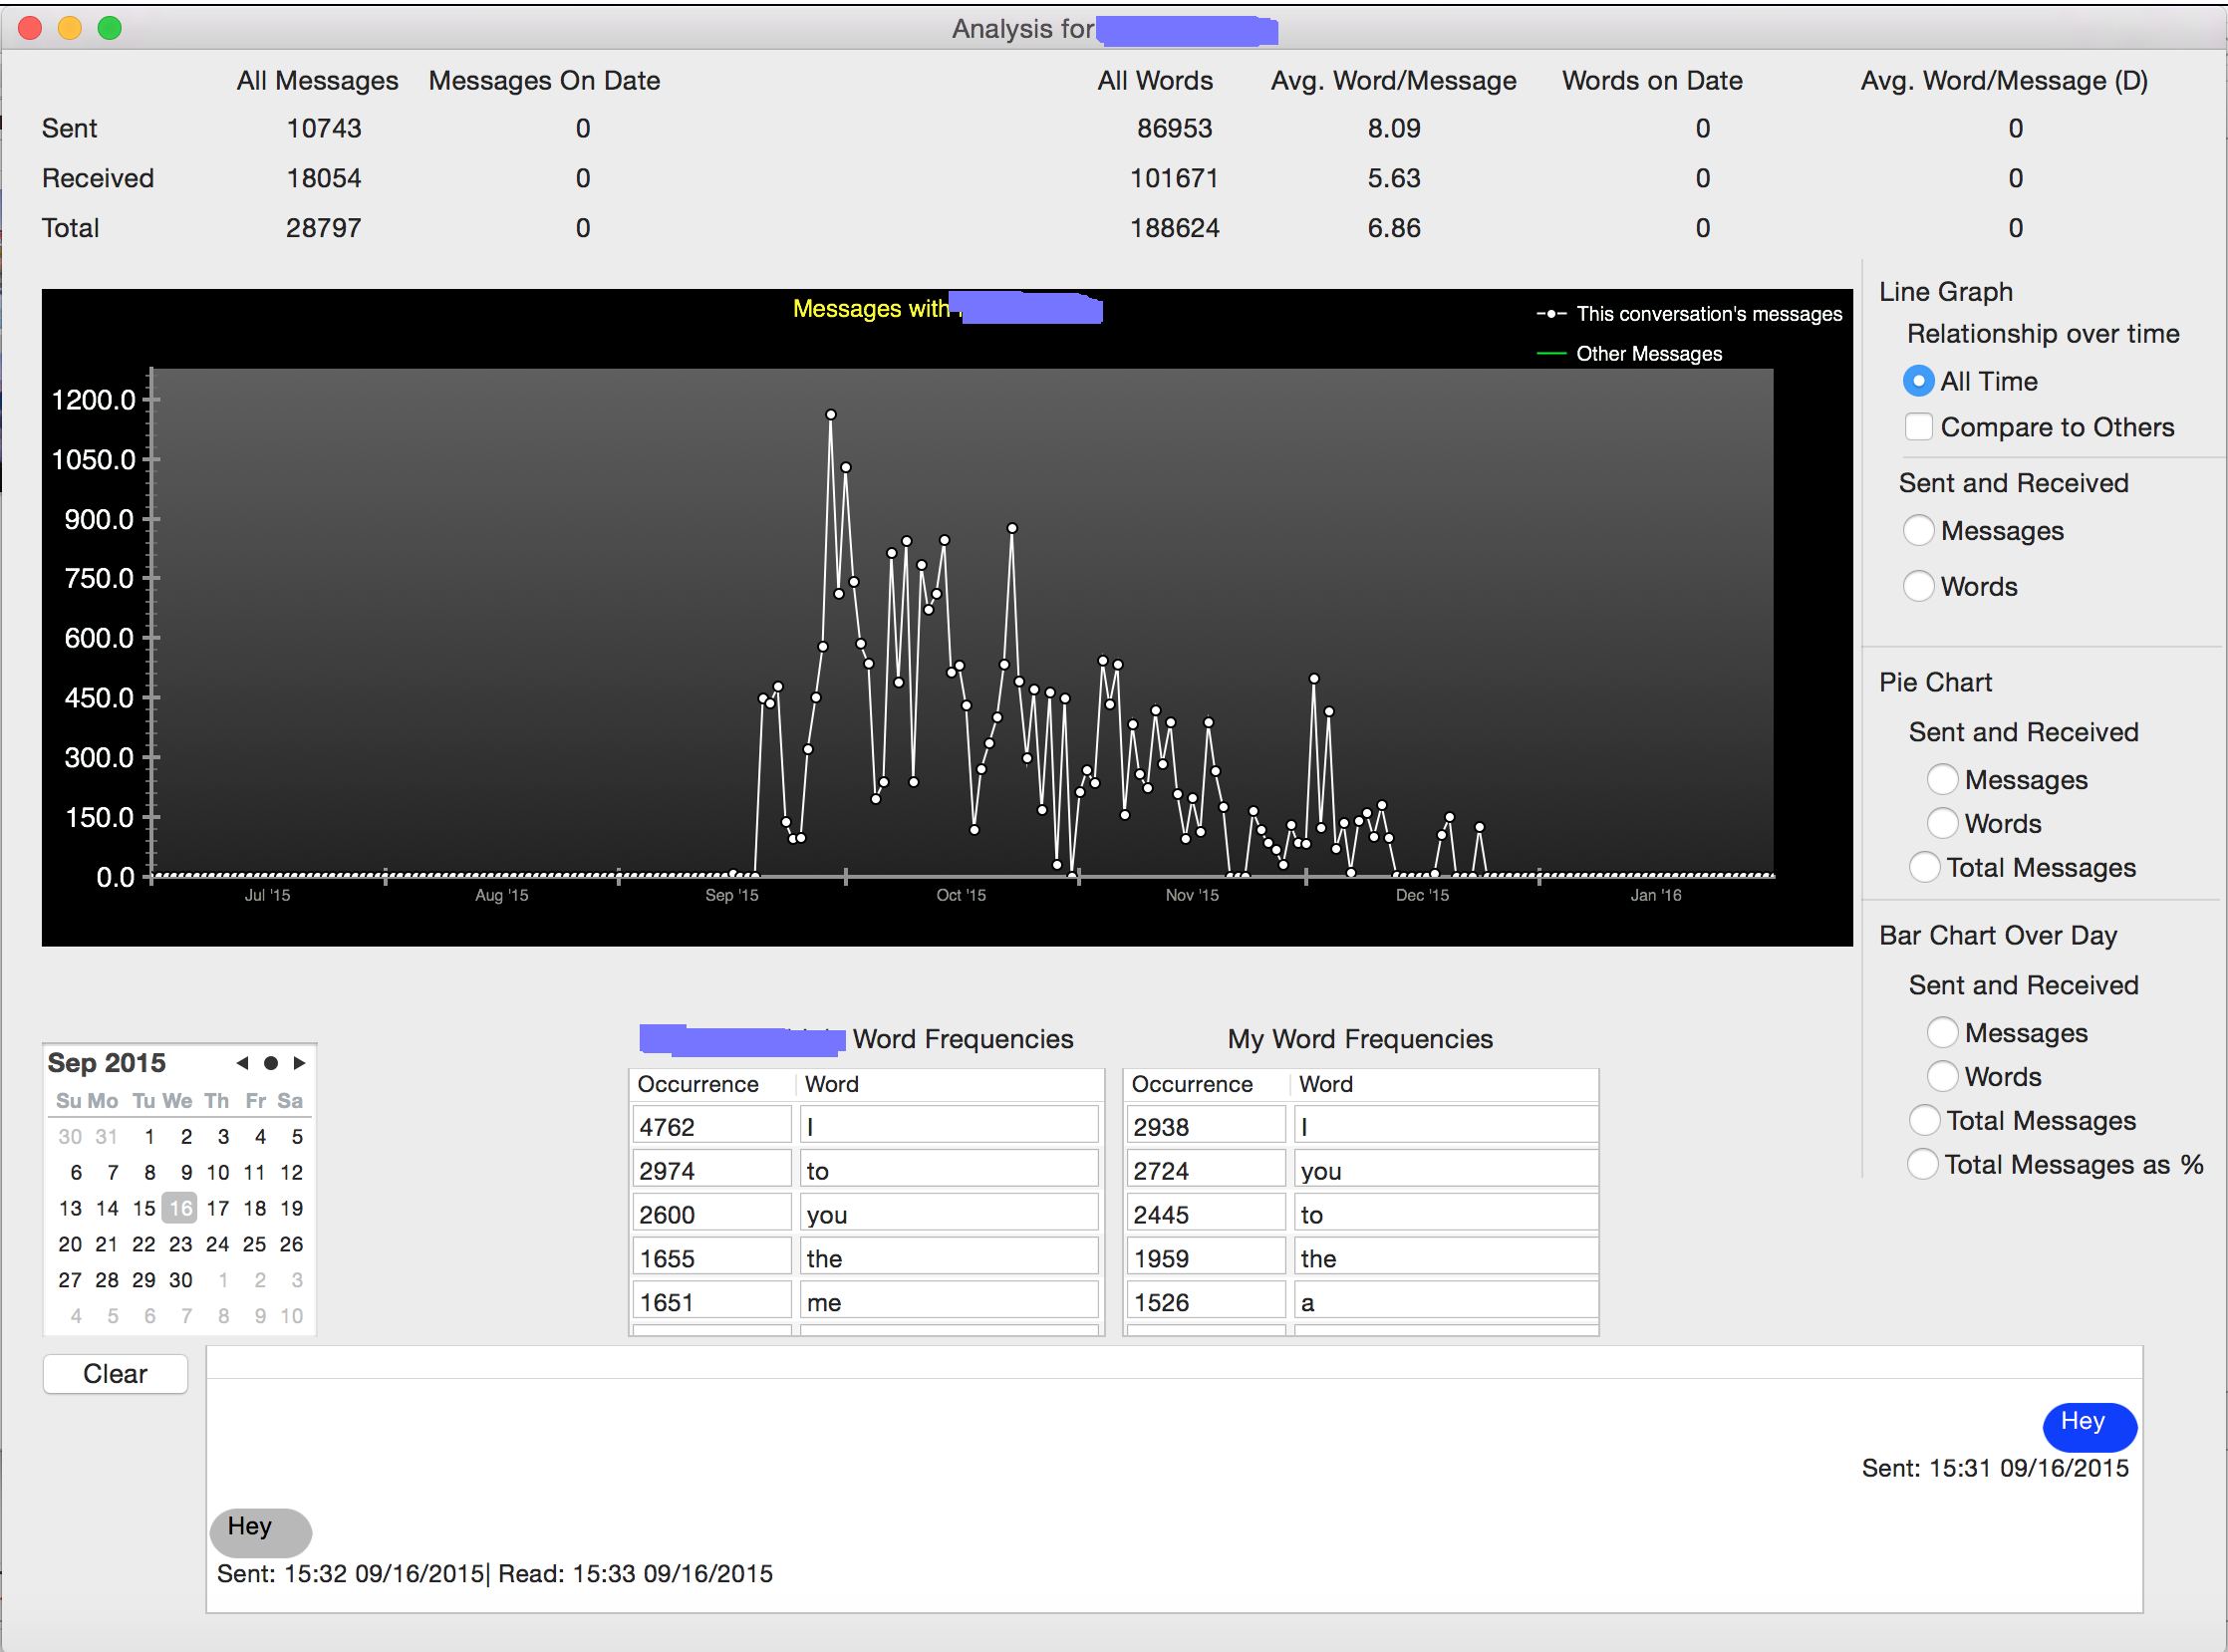 Analysis for
All Messages Messages On Date All Words Avg. Word/Message Words on Date Avg. Word/Message (D)
Sent 10743 0 86953 8.09 0 0
Received 18054 0 101671 5.63 0 0
Total 28797 0 188624 6.86 0 0
Messages with
This conversation's messages
Other Messages
1200.0
1050.0
900.0
750.0
600.0
450.0
300.0
150.0
0.0
Jul '15 Aug '15 Sep '15 Oct '15 Nov '15 Dec '15 Jan '16
Line Graph
Relationship over time
All Time
Compare to Others
Sent and Received
Messages
Words
Pie Chart
Sent and Received
Messages
Words
Total Messages
Bar Chart Over Day
Sent and Received
Messages
Words
Total Messages
Total Messages as %
Sep 2015
Su Mo Tu We Th Fr Sa
30 31 1 2 3 4 5
6 7 8 9 10 11 12
13 14 15 16 17 18 19
20 21 22 23 24 25 26
27 28 29 30 1 2 3
4 5 6 7 8 9 10
Clear
Word Frequencies
Occurrence Word
4762 I
2974 to
2600 you
1655 the
1651 me
My Word Frequencies
Occurrence Word
2938 I
2724 you
2445 to
1959 the
1526 a
Hey
Sent: 15:31 09/16/2015
Hey
Sent: 15:32 09/16/2015| Read: 15:33 09/16/2015